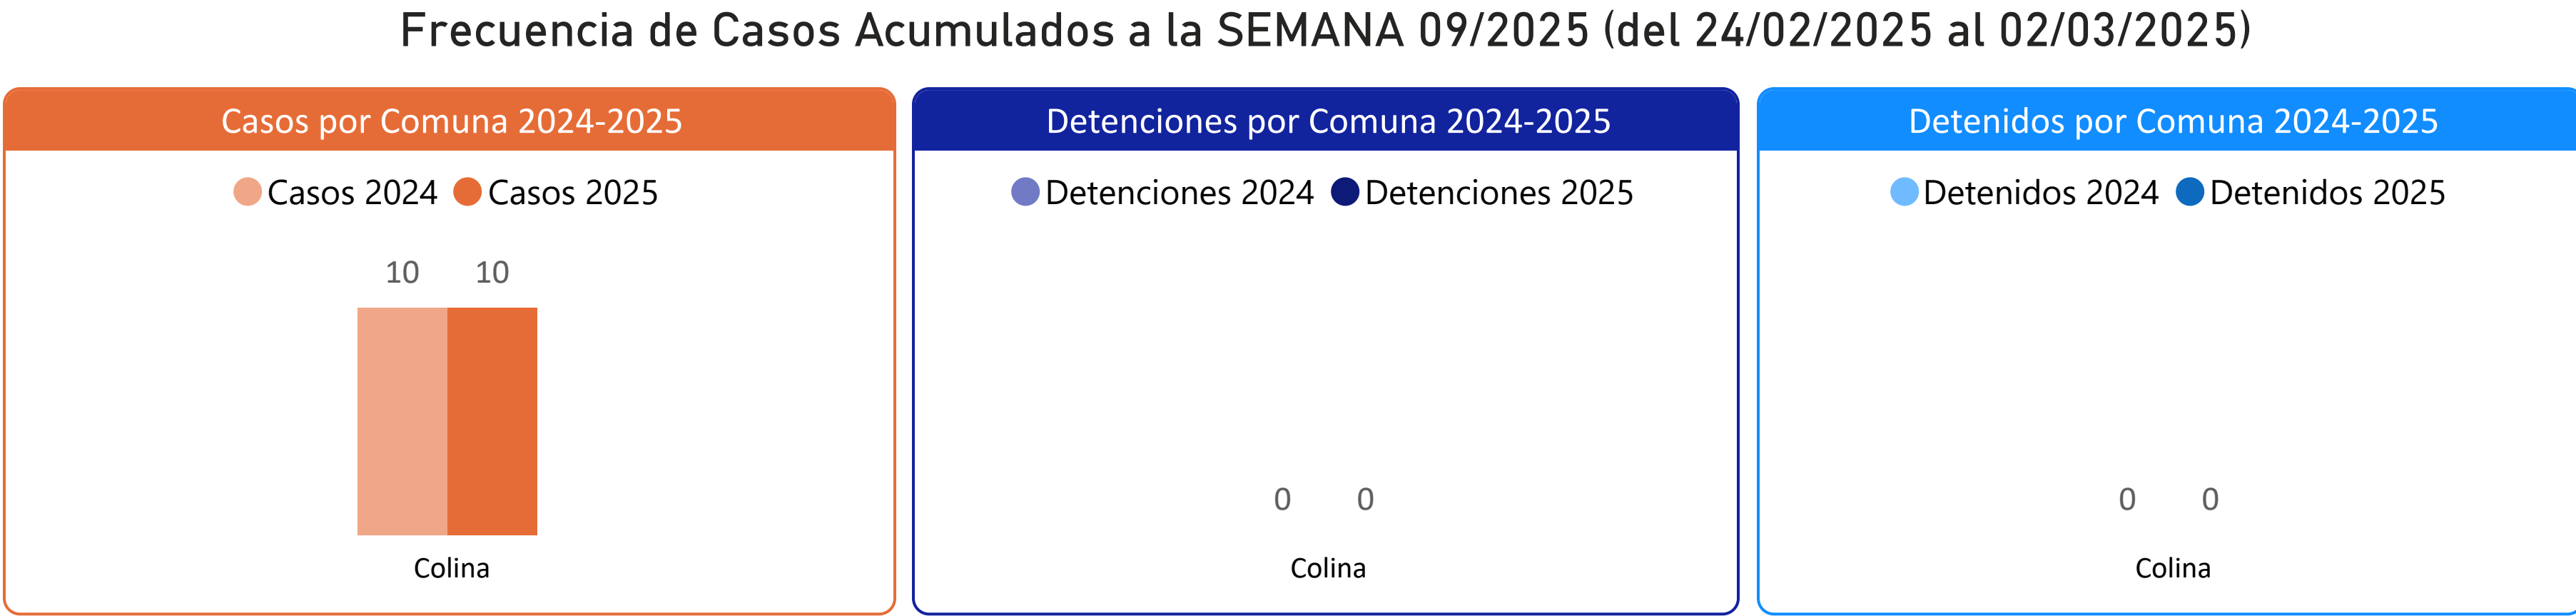 Frecuencia de Casos Acumulados a la SEMANA 09/2025 (del 24/02/2025 al 02/03/2025)
Casos por Comuna 2024-2025
Casos 2024 Casos 2025
10 10
Colina
Detenciones por Comuna 2024-2025
Detenciones 2024 Detenciones 2025
0 0
Colina
Detenidos por Comuna 2024-2025
Detenidos 2024 Detenidos 2025
0 0
Colina